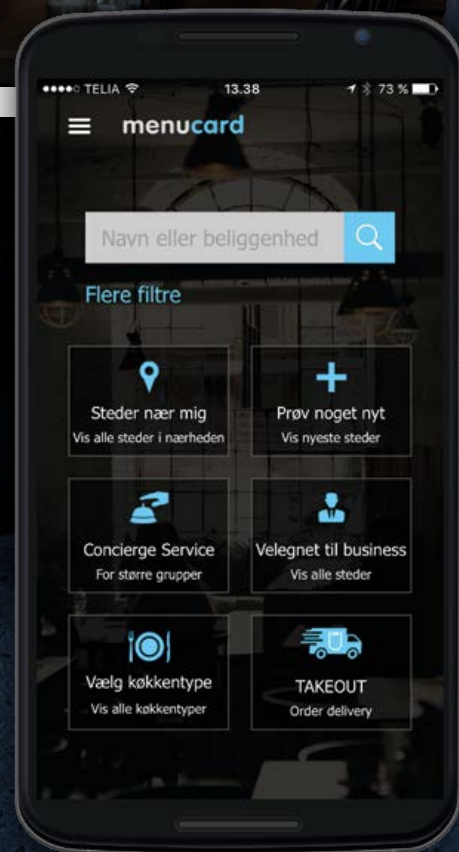 TELIA 13.38 73 %
menucard
Navn eller beliggenhed
Flere filtre
Steder nær mig
Vis alle steder i nærheden
Prøv noget nyt
Vis nyeste steder
Concierge Service
For større grupper
Velegnet til business
Vis alle steder
Vælg køkkentype
Vis alle køkkentyper
TAKEOUT
Order delivery